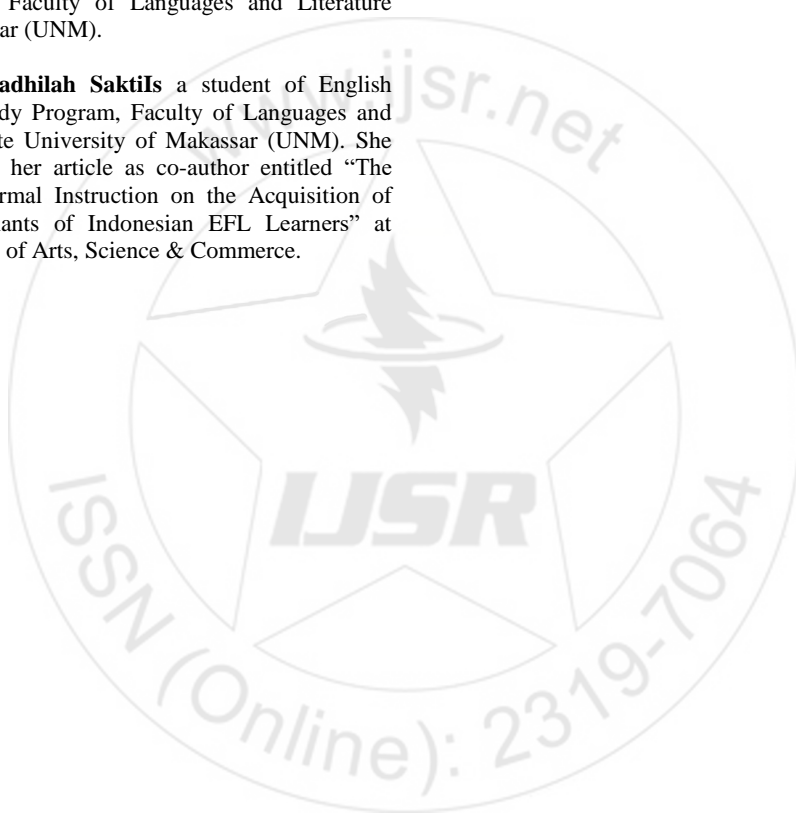 Faculty of Languages and Literature
ar (UNM).
adhilah SaktiIs a student of English
dy Program, Faculty of Languages and
te University of Makassar (UNM). She
her article as co-author entitled “The
rmal Instruction on the Acquisition of
ants of Indonesian EFL Learners” at
of Arts, Science & Commerce.
www.ijsr.net
IJSR
ISSN (Online): 2319-7064